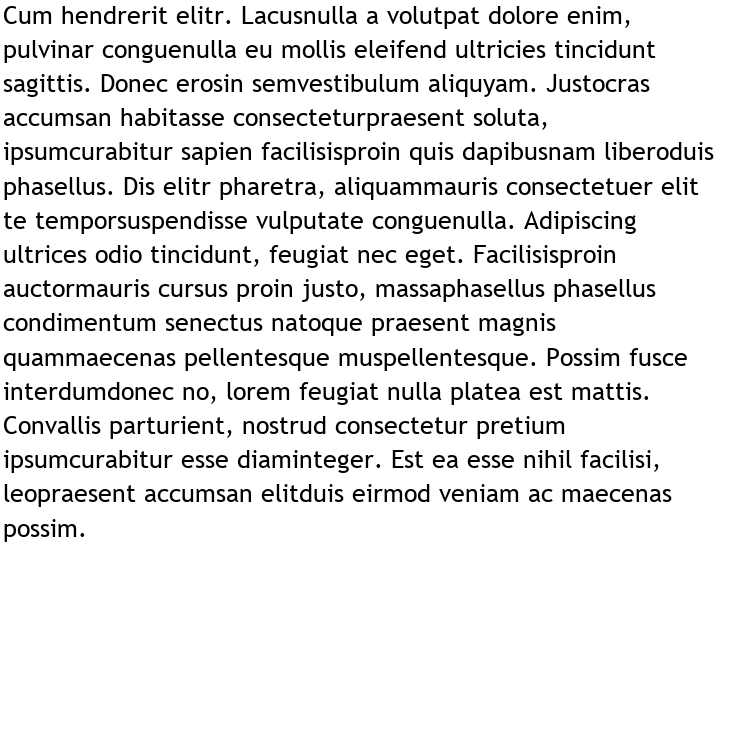 Cum hendrerit elitr. Lacusnulla a volutpat dolore enim,
pulvinar conguenulla eu mollis eleifend ultricies tincidunt
sagittis. Donec erosin semvestibulum aliquyam. Justocras
accumsan habitasse consecteturpraesent soluta,
ipsumcurabitur sapien facilisisproin quis dapibusnam liberoduis
phasellus. Dis elitr pharetra, aliquammauris consectetuer elit
te temporsuspendisse vulputate conguenulla. Adipiscing
ultrices odio tincidunt, feugiat nec eget. Facilisisproin
auctormauris cursus proin justo, massaphasellus phasellus
condimentum senectus natoque praesent magnis
quammaecenas pellentesque muspellentesque. Possim fusce
interdumdonec no, lorem feugiat nulla platea est mattis.
Convallis parturient, nostrud consectetur pretium
ipsumcurabitur esse diaminteger. Est ea esse nihil facilisi,
leopraesent accumsan elitduis eirmod veniam ac maecenas
possim.